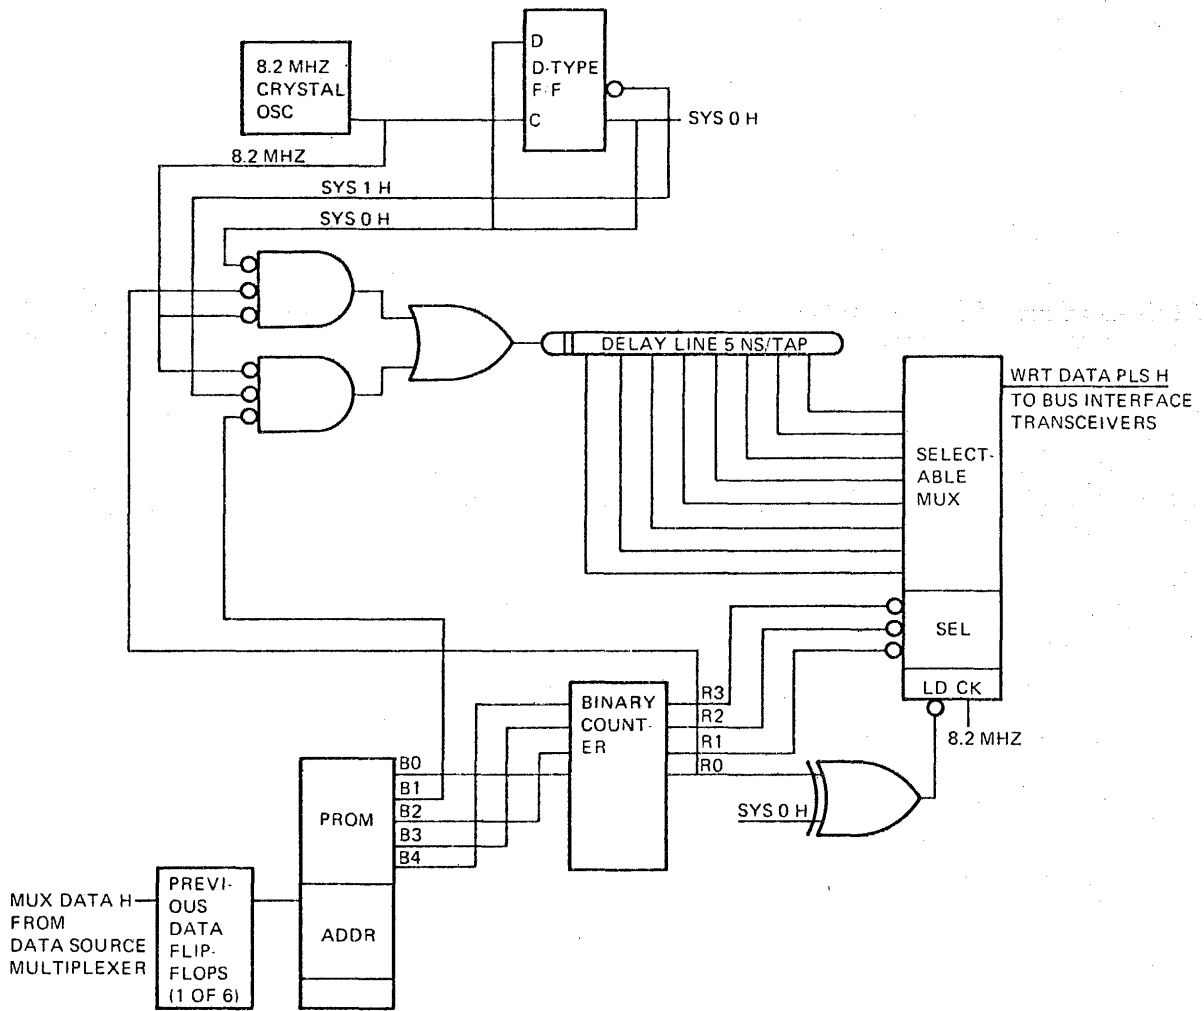 8.2 MHZ
CRYSTAL
OSC
D
D-TYPE
F-F
C
SYS 0 H
8.2 MHZ
SYS 1 H
SYS 0 H
DELAY LINE 5 NS/TAP
WRT DATA PLS H
TO BUS INTERFACE
TRANSCEIVERS
SELECT-
ABLE
MUX
SEL
LD CK
8.2 MHZ
BINARY
COUNT-
ER
R3
R2
R1
R0
SYS 0 H
B0
B1
B2
B3
B4
PROM
ADDR
MUX DATA H
FROM
DATA SOURCE
MULTIPLEXER
PREVI-
OUS
DATA
FLIP-
FLOPS
(1 OF 6)